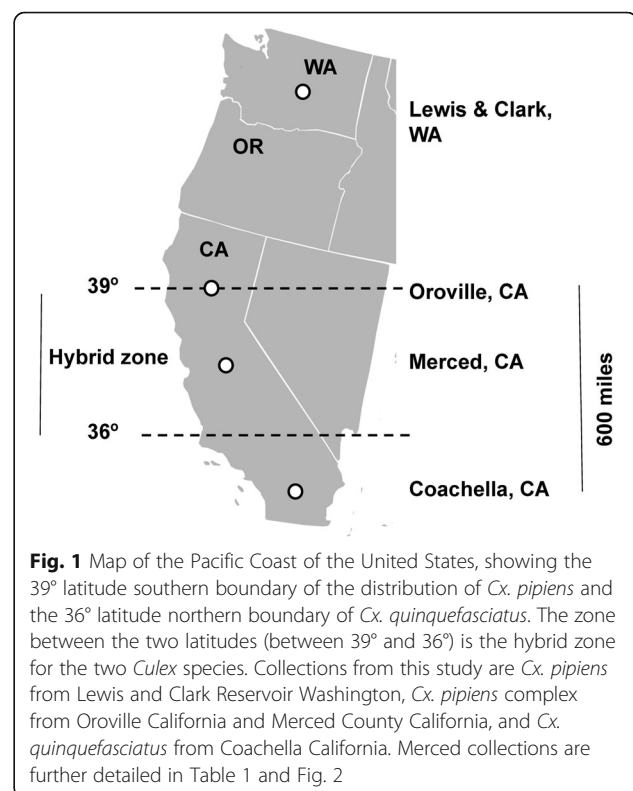 WA
Lewis & Clark,
WA
OR
CA
39º
Oroville, CA
Hybrid zone
Merced, CA
600 miles
36º
Coachella, CA
Fig. 1 Map of the Pacific Coast of the United States, showing the
39° latitude southern boundary of the distribution of Cx. pipiens and
the 36° latitude northern boundary of Cx. quinquefasciatus. The zone
between the two latitudes (between 39° and 36°) is the hybrid zone
for the two Culex species. Collections from this study are Cx. pipiens
from Lewis and Clark Reservoir Washington, Cx. pipiens complex
from Oroville California and Merced County California, and Cx.
quinquefasciatus from Coachella California. Merced collections are
further detailed in Table 1 and Fig. 2